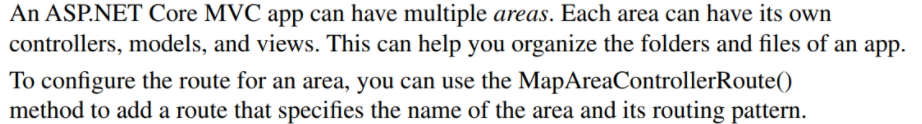 An ASP.NET Core MVC app can have multiple areas. Each area can have its own
controllers, models, and views. This can help you organize the folders and files of an app.
To configure the route for an area, you can use the MapAreaControllerRoute()
method to add a route that specifies the name of the area and its routing pattern.